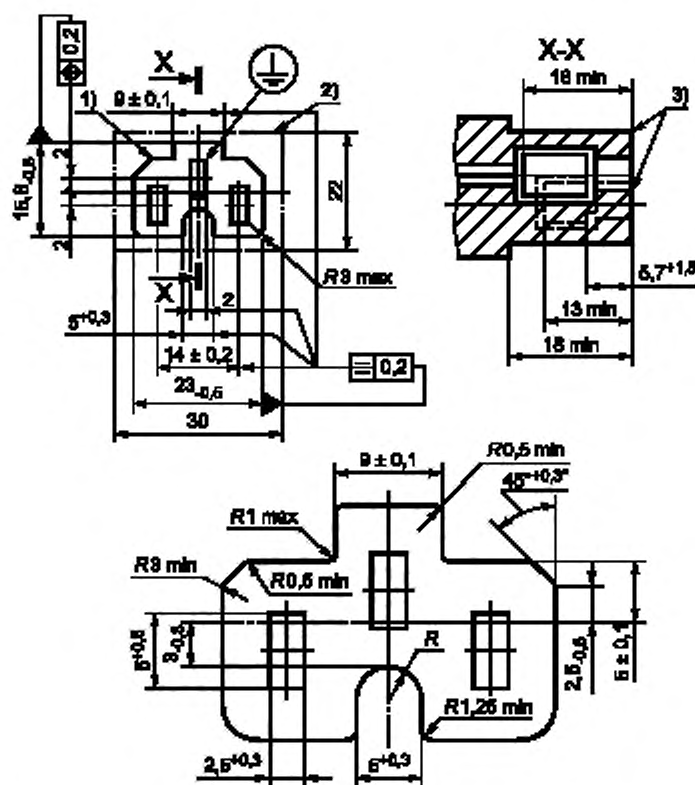 0,2
X
1)
9 ± 0,1
2)
2
15,8-0,5
2
22
X
R3 max
2
5+0,3
14 ± 0,2
0,2
23-0,5
30
X-X
18 min
3)
5,7+1,5
13 min
18 min
9 ± 0,1
R0,5 min
45°+0,3°
R1 max
R3 min
R0,5 min
5+0,5
3-0,5
R
2,5-0,5
5 ± 0,1
R1,25 min
2,5+0,3
5+0,3